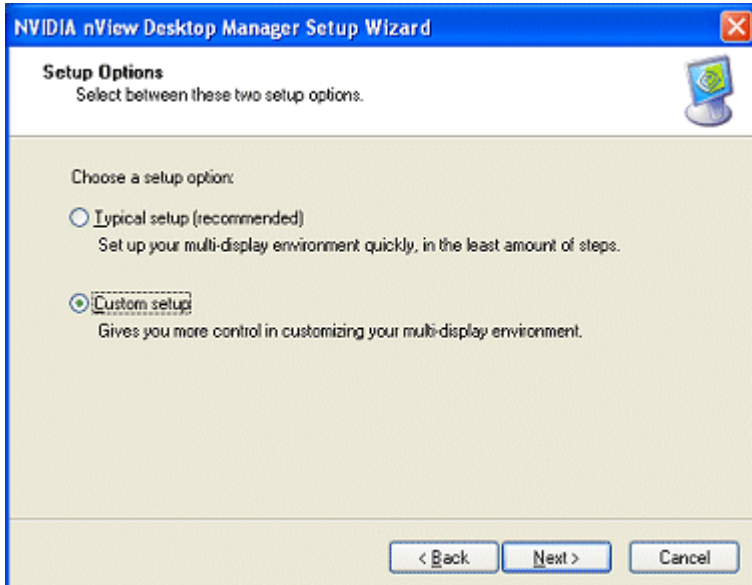 NVIDIA nView Desktop Manager Setup Wizard
Setup Options
Select between these two setup options.
Choose a setup option:
Typical setup (recommended)
Set up your multi-display environment quickly, in the least amount of steps.
Custom setup
Gives you more control in customizing your multi-display environment.
< Back
Next >
Cancel